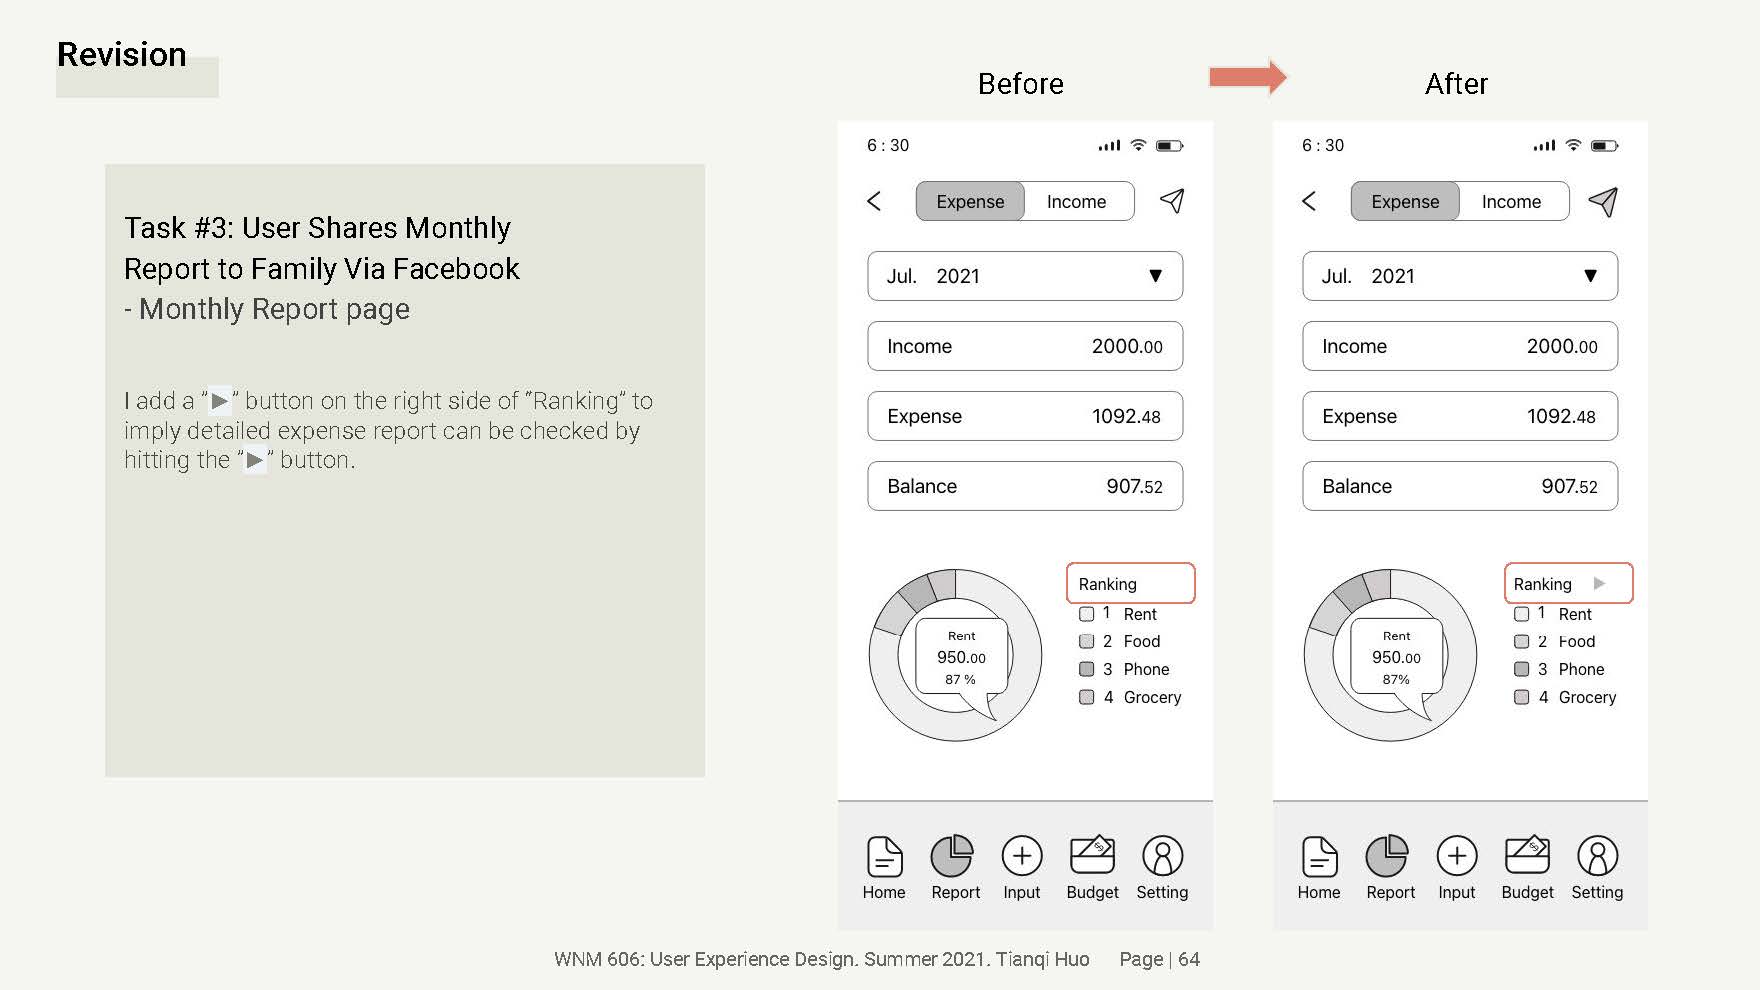 Revision
Before
After
Task #3: User Shares Monthly
Report to Family Via Facebook
- Monthly Report page
I add a "▶" button on the right side of "Ranking" to
imply detailed expense report can be checked by
hitting the "▶" button.
6 : 30
Expense Income
Jul. 2021 ▼
Income 2000.00
Expense 1092.48
Balance 907.52
Rent
950.00
87 %
Ranking
1 Rent
2 Food
3 Phone
4 Grocery
Home Report Input Budget Setting
6 : 30
Expense Income
Jul. 2021 ▼
Income 2000.00
Expense 1092.48
Balance 907.52
Rent
950.00
87%
Ranking ▶
1 Rent
2 Food
3 Phone
4 Grocery
Home Report Input Budget Setting
WNM 606: User Experience Design. Summer 2021. Tianqi Huo Page | 64